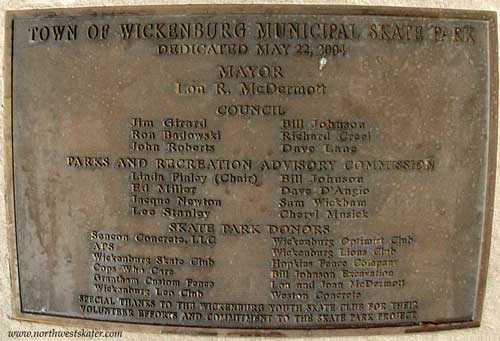 TOWN OF WICKENBURG MUNICIPAL SKATE PARK
DEDICATED MAY 22, 2004
MAYOR
Lon R. McDermott
COUNCIL
Jim Girard Bill Johnson
Ron Badowski Richard Creel
John Roberts Dave Lane
PARKS AND RECREATION ADVISORY COMMISSION
Linda Finley (Chair) Bill Johnson
Ed Miller Dave D'Angio
Jacque Newton Sam Wickham
Lee Stanley Cheryl Musick
SKATE PARK DONORS
Soncon Concrete, LLC Wickenburg Optimist Club
APS Wickenburg Lions Club
Wickenburg Skate Club Hopkins Fence Company
Cops Who Care Bill Johnson Excavation
Grantham Custom Fence Lon and Joan McDermott
Wickenburg Leo Club Weston Concrete
SPECIAL THANKS TO THE WICKENBURG YOUTH SKATE CLUB FOR THEIR
VOLUNTEER EFFORTS AND COMMITMENT TO THE SKATE PARK PROJECT
www.northwestskater.com